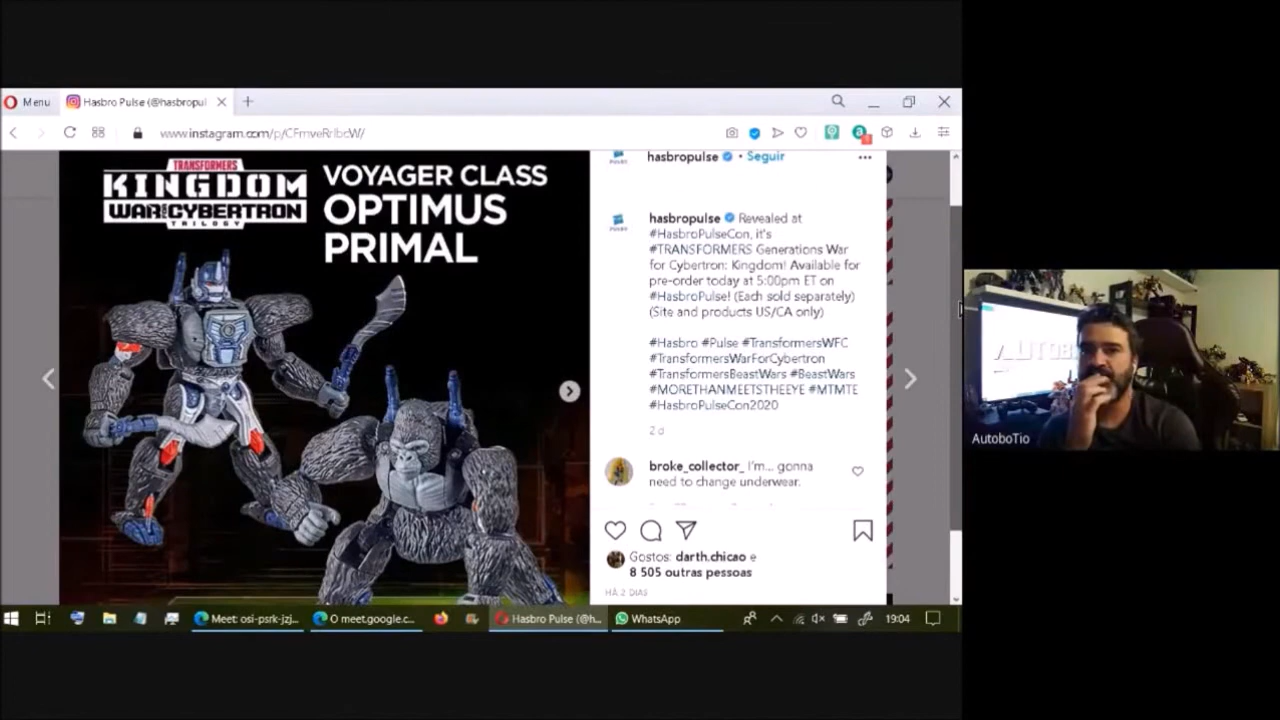 Menu
Hasbro Pulse (@hasbropul
www.instagram.com/p/CFmveRrlbcW/
TRANSFORMERS
KINGDOM
WAR FOR CYBERTRON
TRILOGY
VOYAGER CLASS
OPTIMUS
PRIMAL
hasbropulse • Seguir
hasbropulse Revealed at
#HasbroPulseCon, it's
#TRANSFORMERS Generations War
for Cybertron: Kingdom! Available for
pre-order today at 5:00pm ET on
#HasbroPulse! (Each sold separately)
(Site and products US/CA only)
#Hasbro #Pulse #TransformersWFC
#TransformersWarForCybertron
#TransformersBeastWars #BeastWars
#MORETHANMEETSTHEEYE #MTMTE
#HasbroPulseCon2020
2 d
broke_collector_ I'm... gonna
need to change underwear.
Gostos: darth.chicao e
8 505 outras pessoas
HÁ 2 DIAS
AUTOB
AutoboTio
Meet: osi-psrk-jzj...
O meet.google.c...
Hasbro Pulse (@h...
WhatsApp
19:04